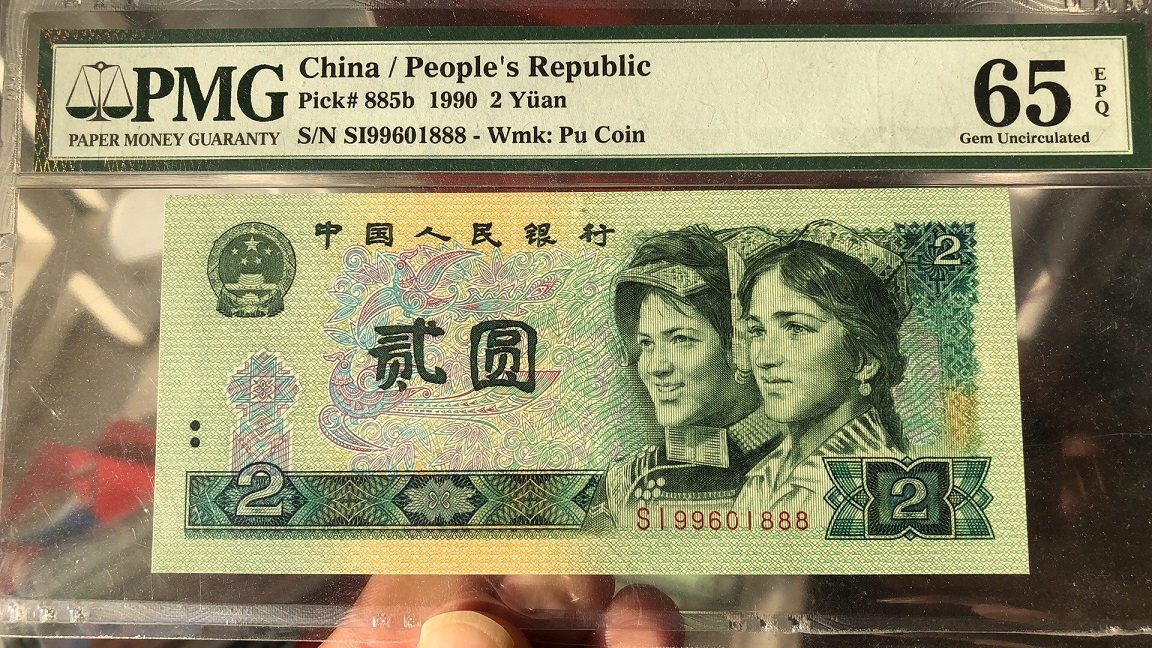 PMG
PAPER MONEY GUARANTY
China / People's Republic
Pick# 885b 1990 2 Yüan
S/N SI99601888 - Wmk: Pu Coin
65
EPQ
Gem Uncirculated
中国人民银行
2
贰圆
2
SI99601888
2